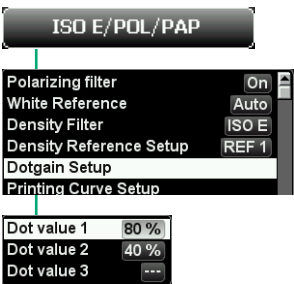 ISO E/POL/PAP
Polarizing filter On
White Reference Auto
Density Filter ISO E
Density Reference Setup REF 1
Dotgain Setup
Printing Curve Setup
Dot value 1 80 %
Dot value 2 40 %
Dot value 3 ---